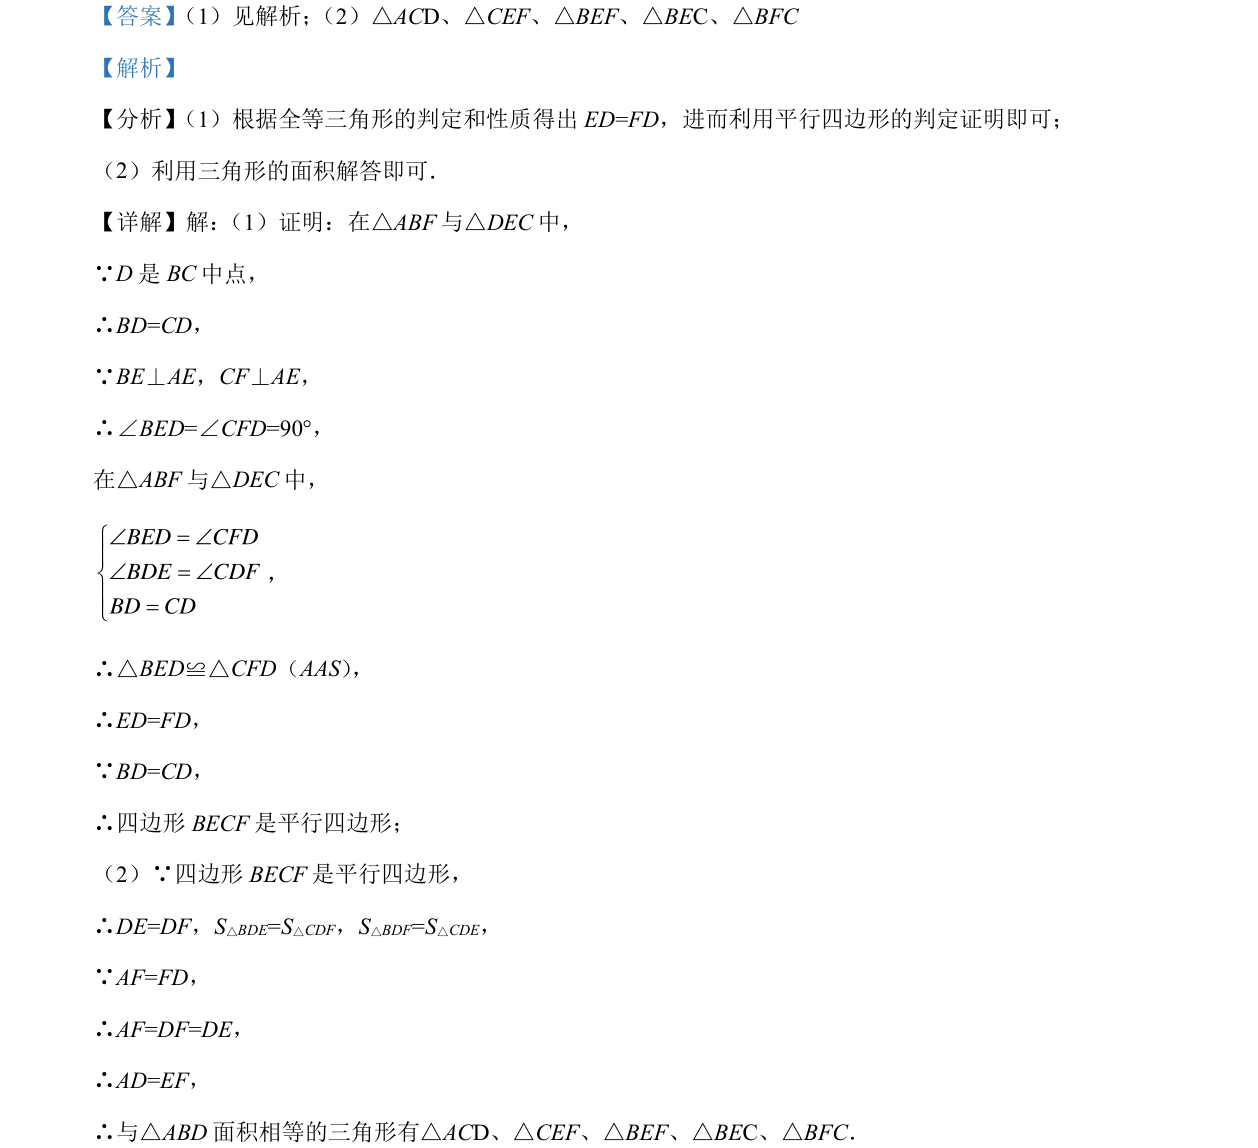 【答案】（1）见解析；（2）△ACD、△CEF、△BEF、△BEC、△BFC
【解析】
【分析】（1）根据全等三角形的判定和性质得出 ED=FD，进而利用平行四边形的判定证明即可；
（2）利用三角形的面积解答即可．
【详解】解：（1）证明：在△ABF 与△DEC 中，
∵D 是 BC 中点，
∴BD=CD，
∵BE⊥AE，CF⊥AE，
∴∠BED=∠CFD=90°，
在△ABF 与△DEC 中，
∠BED = ∠CFD
∠BDE = ∠CDF ，
BD = CD
∴△BED≌△CFD（AAS），
∴ED=FD，
∵BD=CD，
∴四边形 BECF 是平行四边形；
（2）∵四边形 BECF 是平行四边形，
∴DE=DF，S△BDE=S△CDF，S△BDF=S△CDE，
∵AF=FD，
∴AF=DF=DE，
∴AD=EF，
∴与△ABD 面积相等的三角形有△ACD、△CEF、△BEF、△BEC、△BFC．